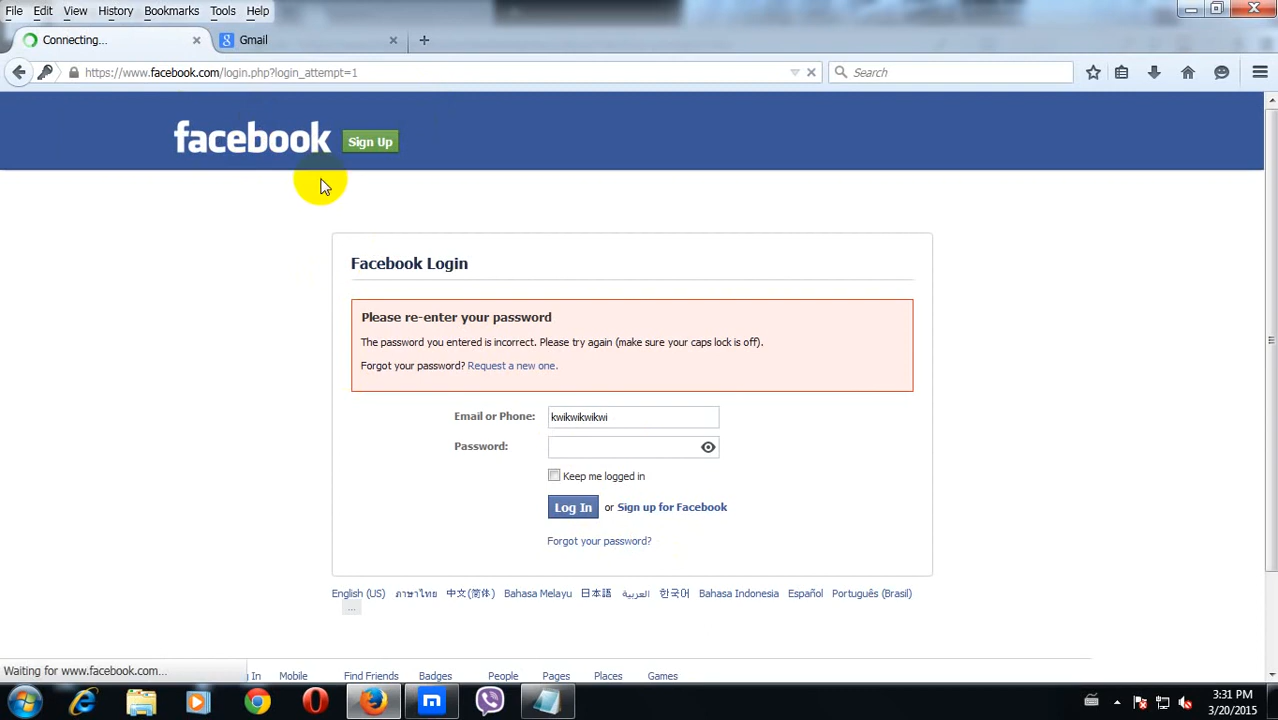 File Edit View History Bookmarks Tools Help
Connecting... Gmail
https://www.facebook.com/login.php?login_attempt=1 Search
facebook Sign Up
Facebook Login
Please re-enter your password
The password you entered is incorrect. Please try again (make sure your caps lock is off).
Forgot your password? Request a new one.
Email or Phone: kwikwikwikwi
Password:
Keep me logged in
Log In or Sign up for Facebook
Forgot your password?
English (US) ภาษาไทย 中文(简体) Bahasa Melayu 日本語 العربية 한국어 Bahasa Indonesia Español Português (Brasil)
...
Waiting for www.facebook.com... In Mobile Find Friends Badges People Pages Places Games
3:31 PM
3/20/2015